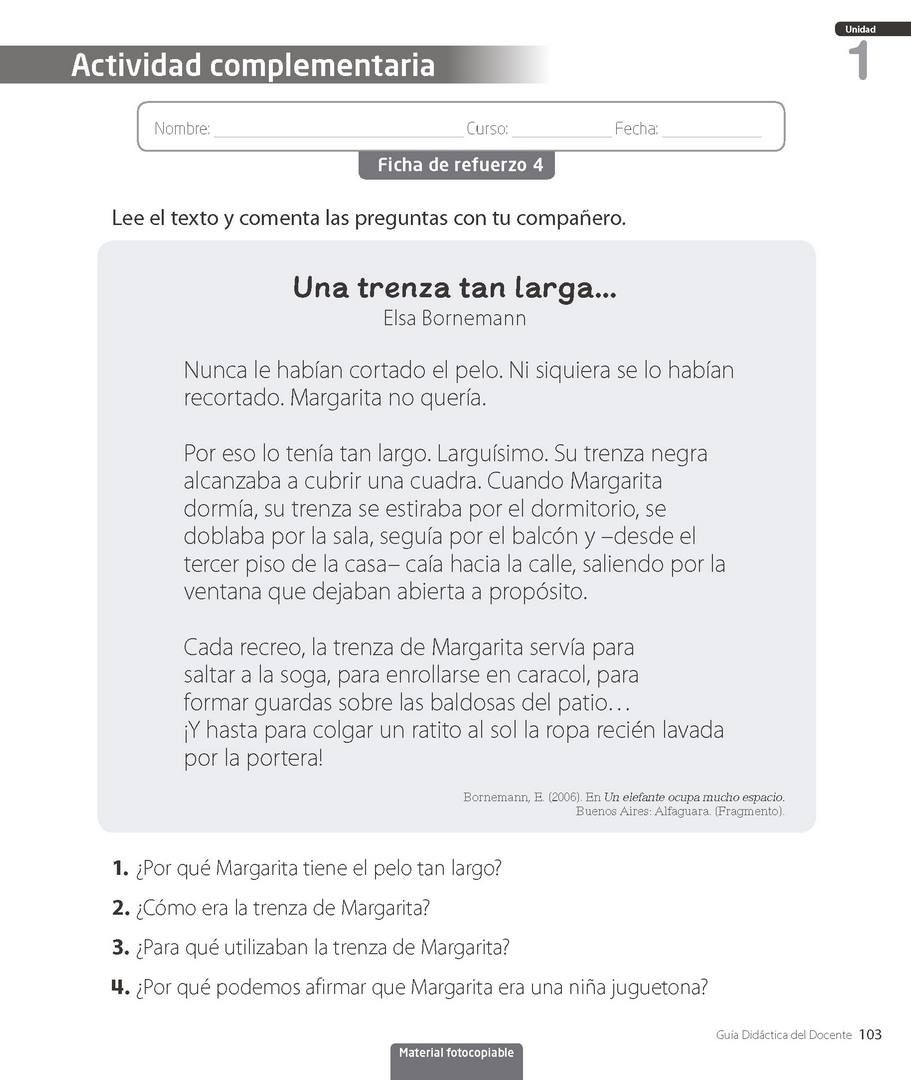 Unidad
1
Actividad complementaria
Nombre: Curso: Fecha:
Ficha de refuerzo 4
Lee el texto y comenta las preguntas con tu compañero.
Una trenza tan larga...
Elsa Bornemann
Nunca le habían cortado el pelo. Ni siquiera se lo habían
recortado. Margarita no quería.
Por eso lo tenía tan largo. Larguísimo. Su trenza negra
alcanzaba a cubrir una cuadra. Cuando Margarita
dormía, su trenza se estiraba por el dormitorio, se
doblaba por la sala, seguía por el balcón y –desde el
tercer piso de la casa– caía hacia la calle, saliendo por la
ventana que dejaban abierta a propósito.
Cada recreo, la trenza de Margarita servía para
saltar a la soga, para enrollarse en caracol, para
formar guardas sobre las baldosas del patio...
¡Y hasta para colgar un ratito al sol la ropa recién lavada
por la portera!
Bornemann, E. (2006). En Un elefante ocupa mucho espacio.
Buenos Aires: Alfaguara. (Fragmento).
1. ¿Por qué Margarita tiene el pelo tan largo?
2. ¿Cómo era la trenza de Margarita?
3. ¿Para qué utilizaban la trenza de Margarita?
4. ¿Por qué podemos afirmar que Margarita era una niña juguetona?
Guía Didáctica del Docente 103
Material fotocopiable